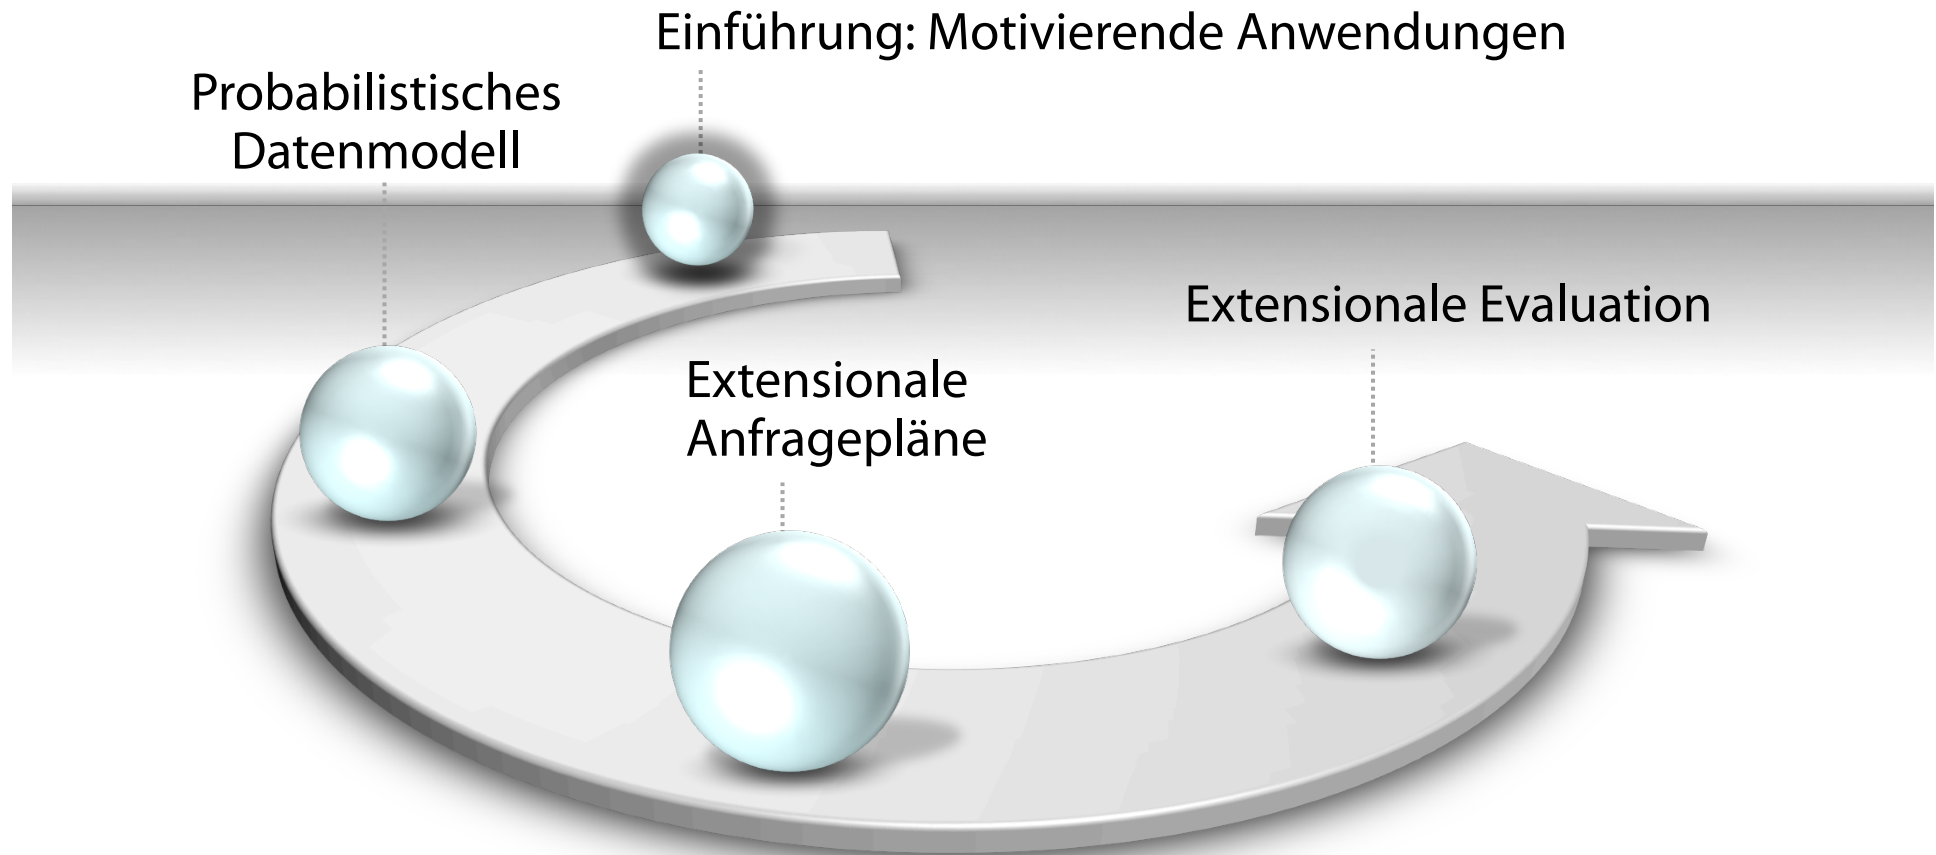 Einführung: Motivierende Anwendungen
Probabilistisches
Datenmodell
Extensionale
Anfragepläne
Extensionale Evaluation